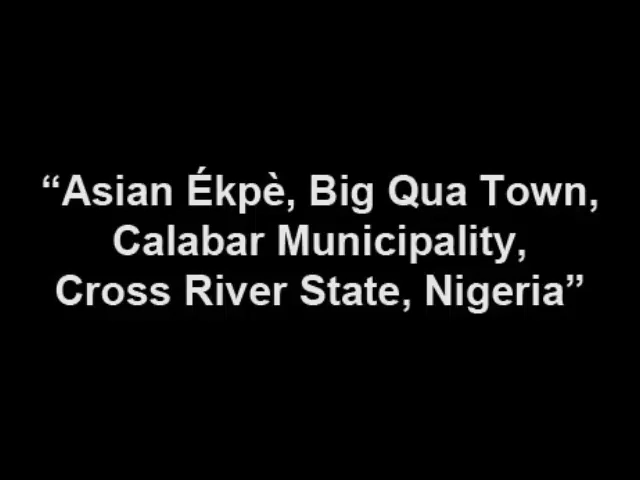 “Asian Ékpè, Big Qua Town,
Calabar Municipality,
Cross River State, Nigeria”